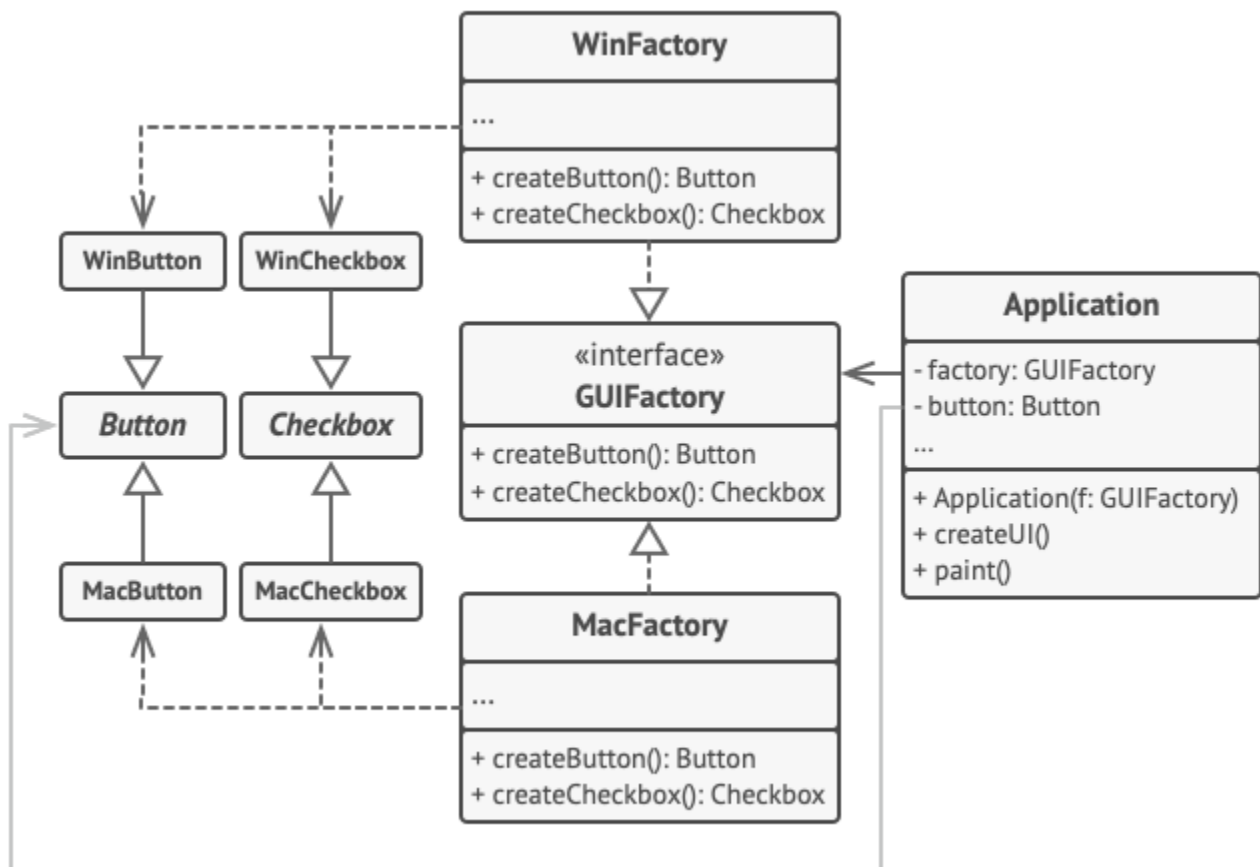 WinFactory
...
+ createButton(): Button
+ createCheckbox(): Checkbox
WinButton
WinCheckbox
Button
Checkbox
MacButton
MacCheckbox
«interface»
GUIFactory
+ createButton(): Button
+ createCheckbox(): Checkbox
Application
- factory: GUIFactory
- button: Button
...
+ Application(f: GUIFactory)
+ createUI()
+ paint()
MacFactory
...
+ createButton(): Button
+ createCheckbox(): Checkbox